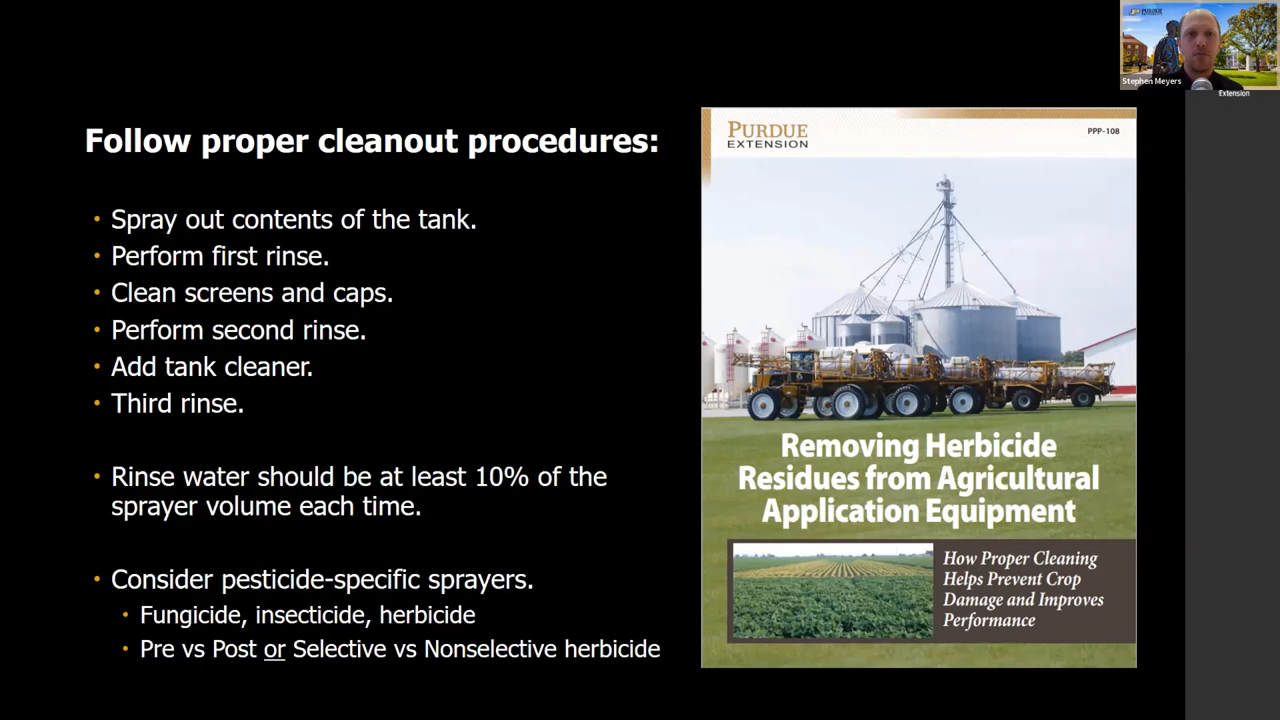 PURDUE
Stephen Meyers
Extension
Follow proper cleanout procedures:
• Spray out contents of the tank.
• Perform first rinse.
• Clean screens and caps.
• Perform second rinse.
• Add tank cleaner.
• Third rinse.
• Rinse water should be at least 10% of the
sprayer volume each time.
• Consider pesticide-specific sprayers.
• Fungicide, insecticide, herbicide
• Pre vs Post or Selective vs Nonselective herbicide
PURDUE
EXTENSION
PPP-108
Removing Herbicide
Residues from Agricultural
Application Equipment
How Proper Cleaning
Helps Prevent Crop
Damage and Improves
Performance